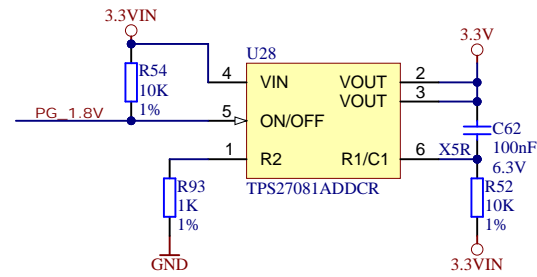 3.3VIN
3.3V
U28
R54
10K
1%
4
VIN
VOUT
2
VOUT
3
PG_1.8V
5
ON/OFF
C62
100nF
6.3V
1
R2
R1/C1
6
X5R
TPS27081ADDCR
R93
1K
1%
R52
10K
1%
GND
3.3VIN